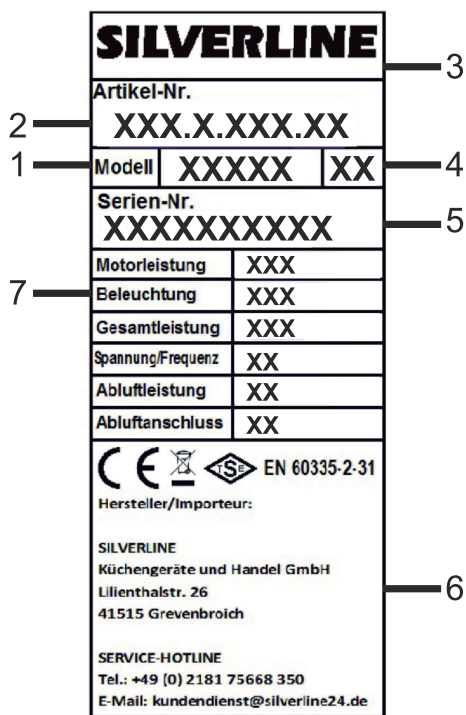 SILVERLINE
3
Artikel-Nr.
2
XXX.X.XXX.XX
1
Modell XXXXX XX
4
Serien-Nr.
XXXXXXXXXX
5
Motorleistung XXX
7
Beleuchtung XXX
Gesamtleistung XXX
Spannung/Frequenz XX
Abluftleistung XX
Abluftanschluss XX
CE TSE EN 60335-2-31
Hersteller/Importeur:
SILVERLINE
Küchengeräte und Handel GmbH
Lilienthalstr. 26
6
41515 Grevenbroich
SERVICE-HOTLINE
Tel.: +49 (0) 2181 75668 350
E-Mail: kundendienst@silverline24.de